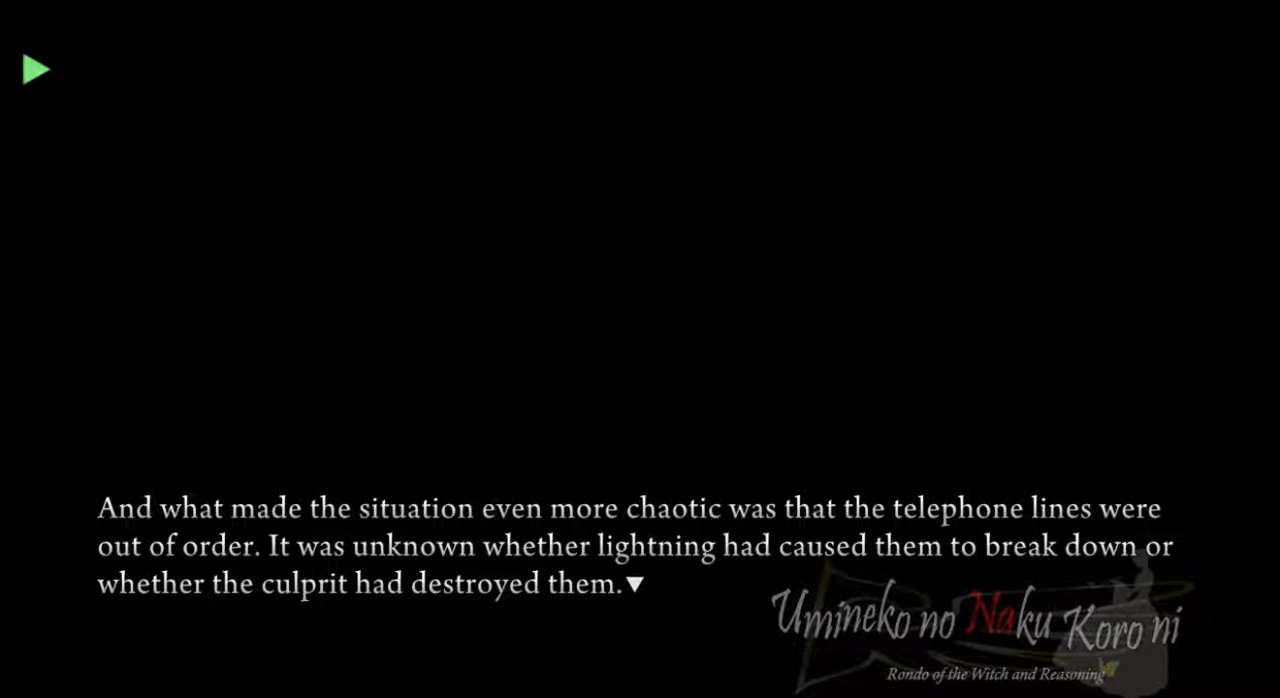 And what made the situation even more chaotic was that the telephone lines were
out of order. It was unknown whether lightning had caused them to break down or
whether the culprit had destroyed them.
Umineko no Naku Koro ni
Rondo of the Witch and Reasoning